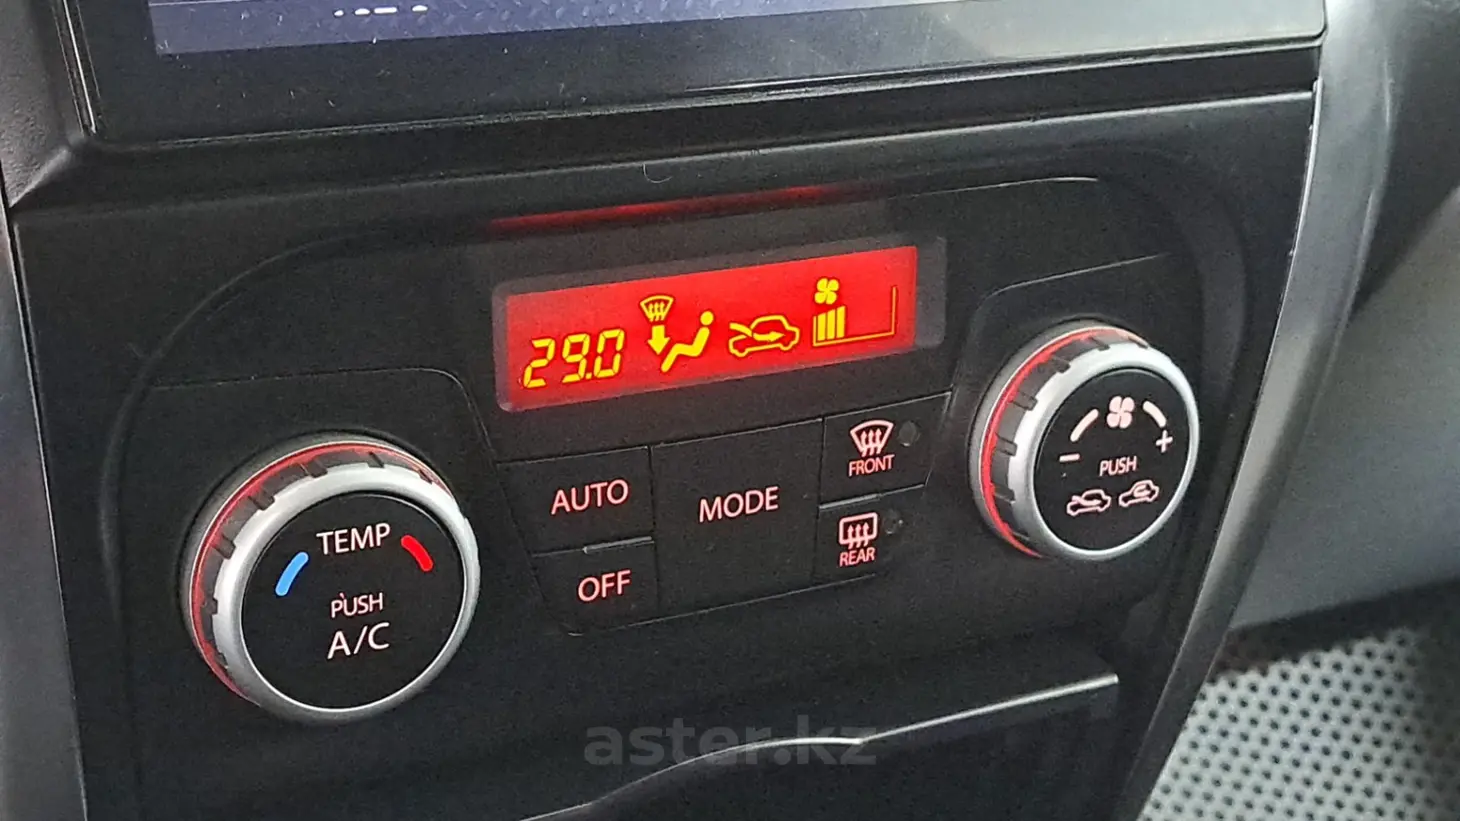 29.0
AUTO
MODE
FRONT
REAR
OFF
TEMP
PUSH
A/C
- +
PUSH
aster.kz